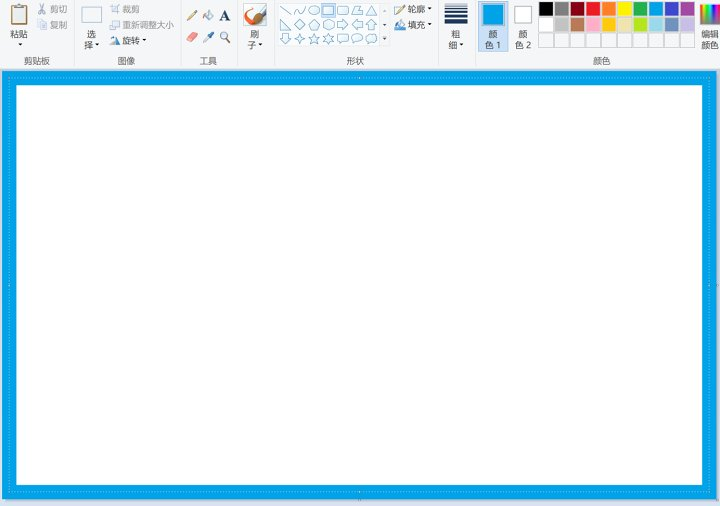 粘贴
剪切
复制
剪贴板
选
择
裁剪
重新调整大小
旋转
图像
A
工具
刷
子
轮廓
填充
形状
粗
细
颜
色 1
颜
色 2
编辑
颜色
颜色